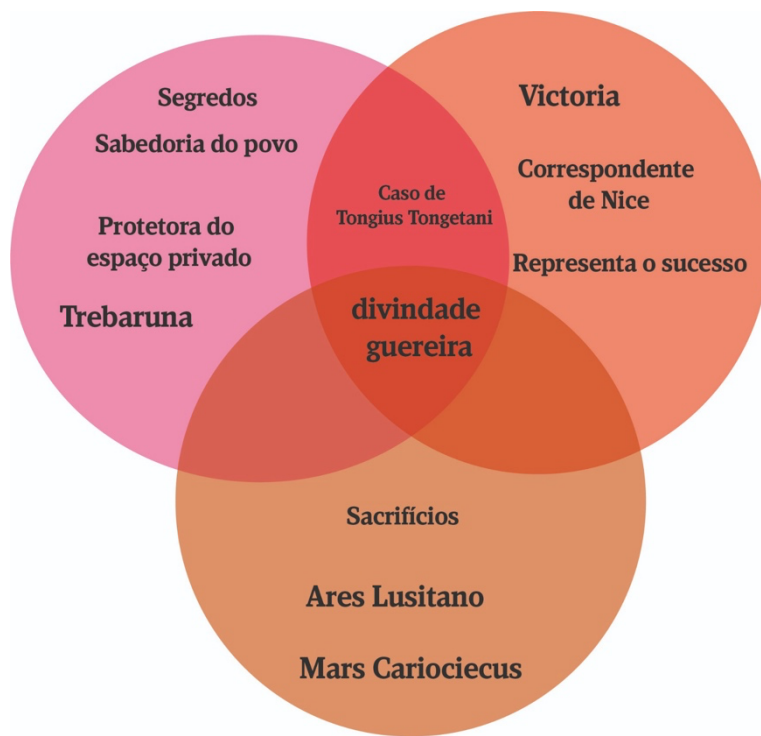 Segredos
Sabedoria do povo
Protetora do
espaço privado
Trebaruna
Caso de
Tongius Tongetani
divindade
guereira
Victoria
Correspondente
de Nice
Representa o sucesso
Sacrifícios
Ares Lusitano
Mars Cariociecus